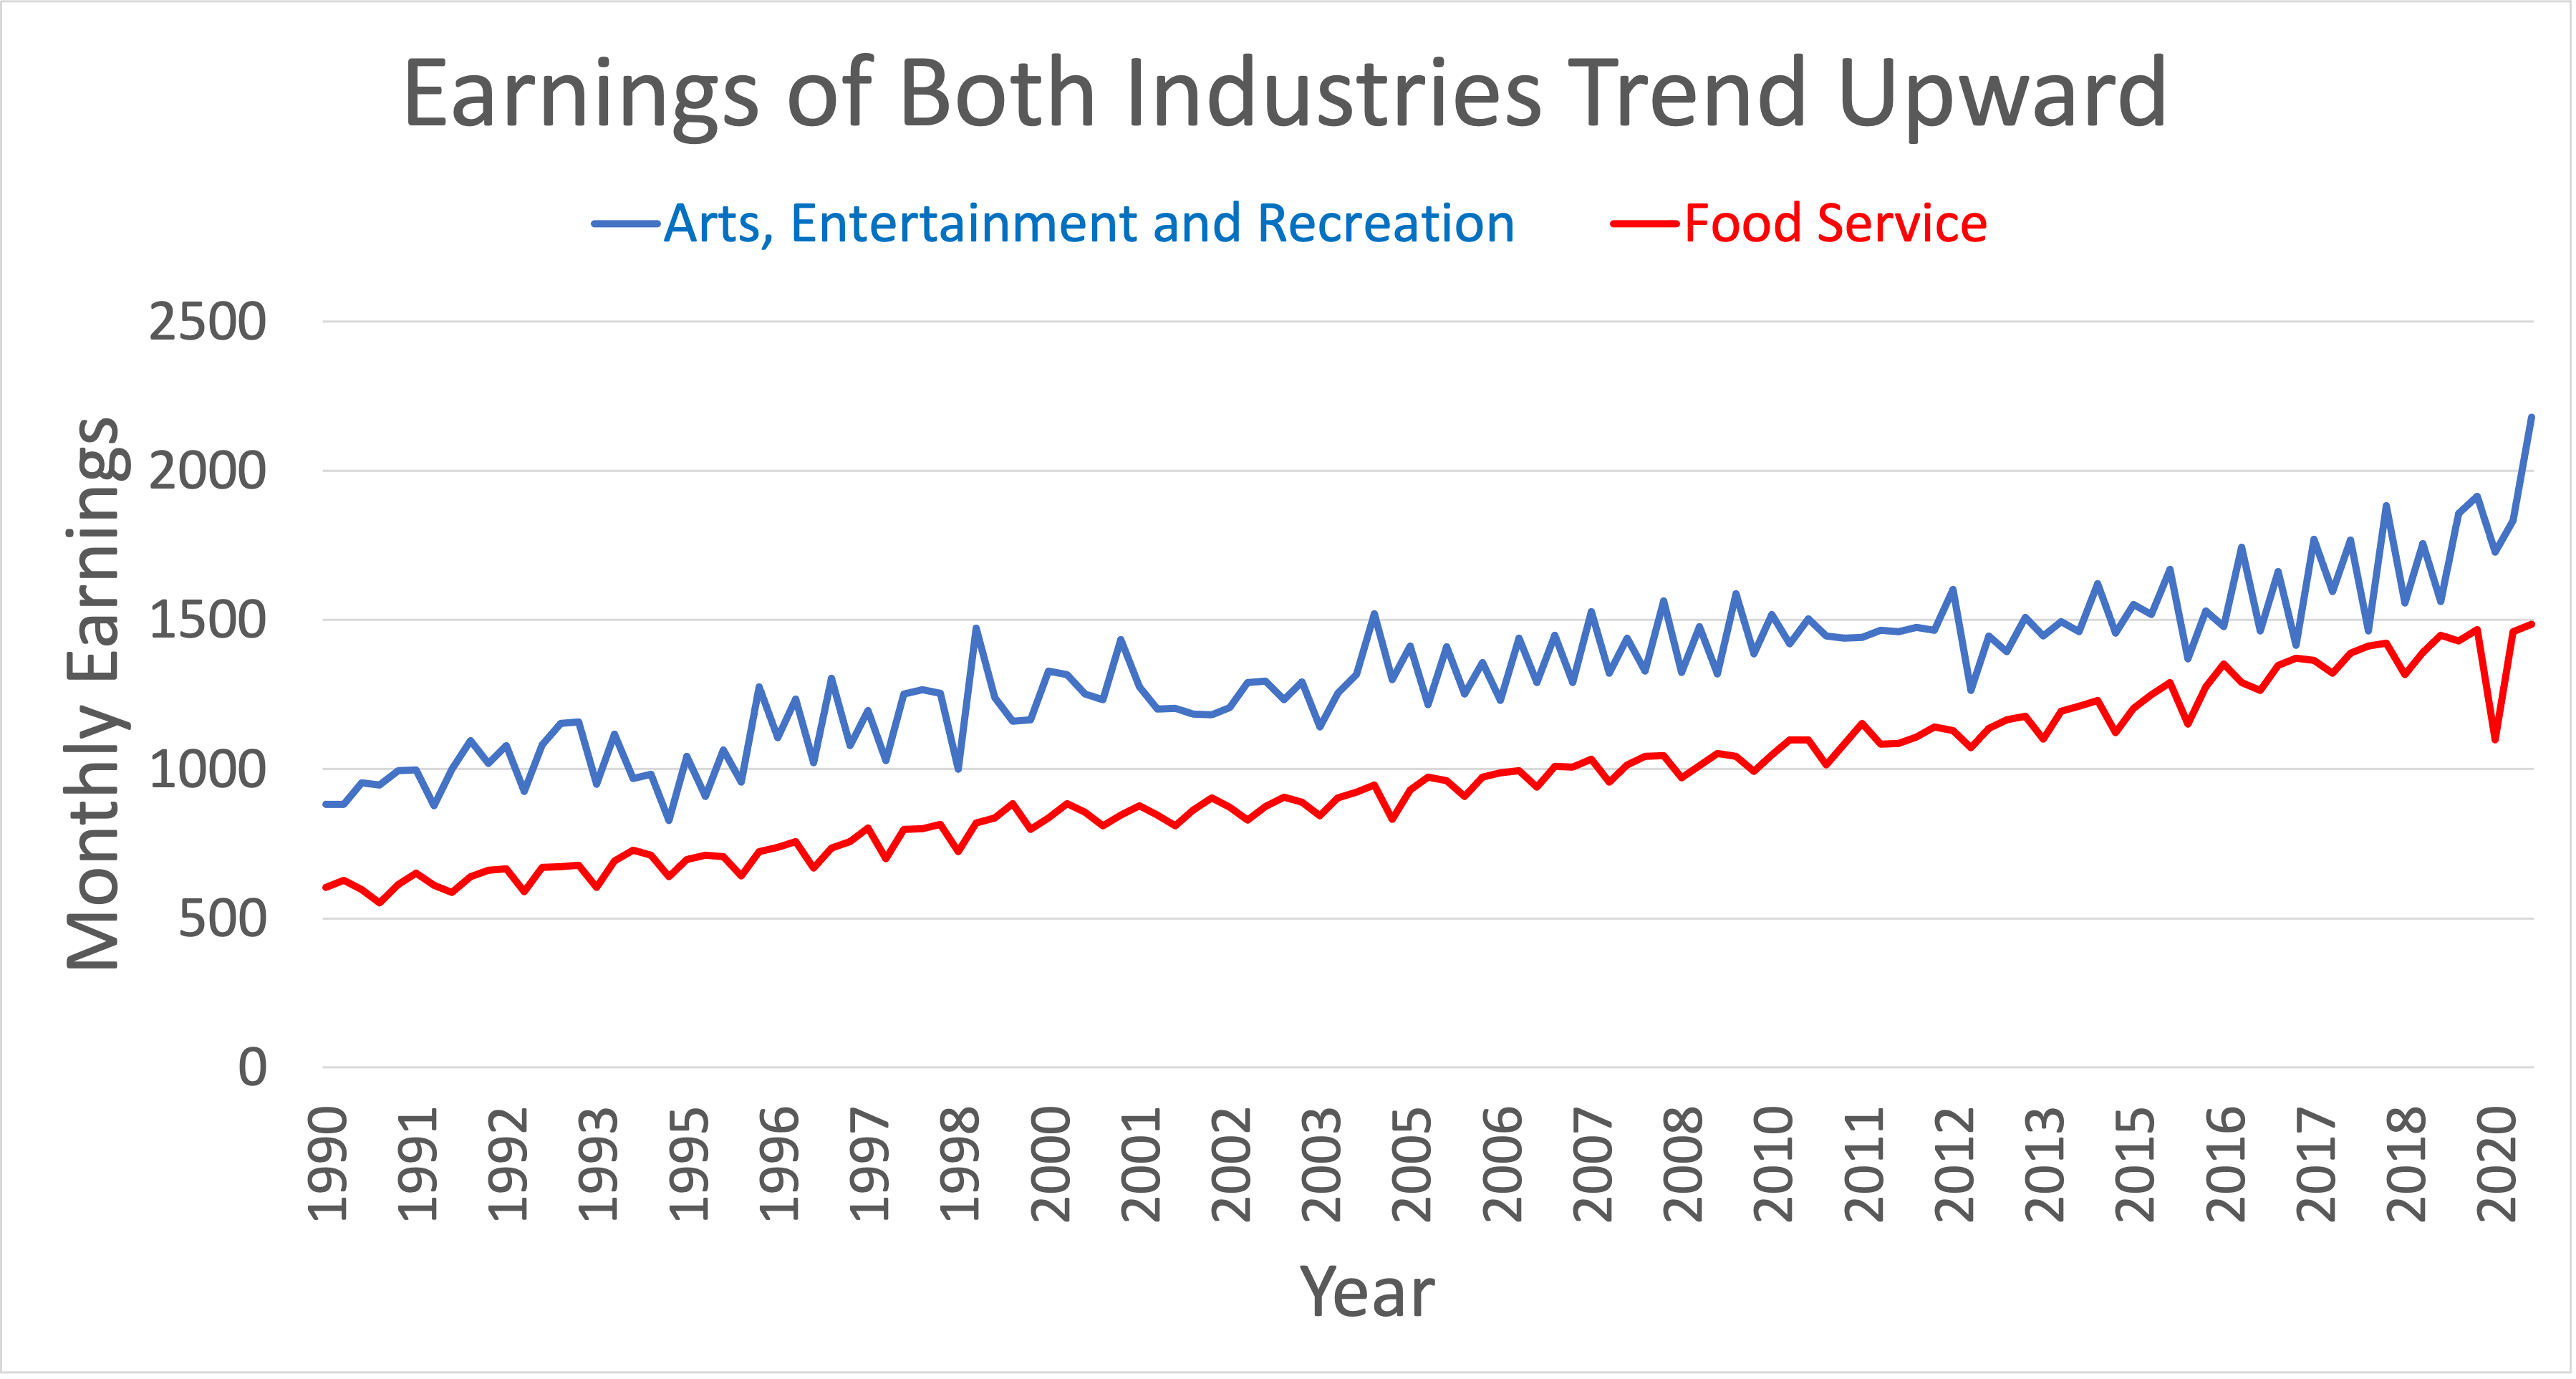 Earnings of Both Industries Trend Upward
Arts, Entertainment and Recreation Food Service
2500
2000
1500
1000
500
0
Monthly Earnings
1990 1991 1992 1993 1995 1996 1997 1998 2000 2001 2002 2003 2005 2006 2007 2008 2010 2011 2012 2013 2015 2016 2017 2018 2020
Year